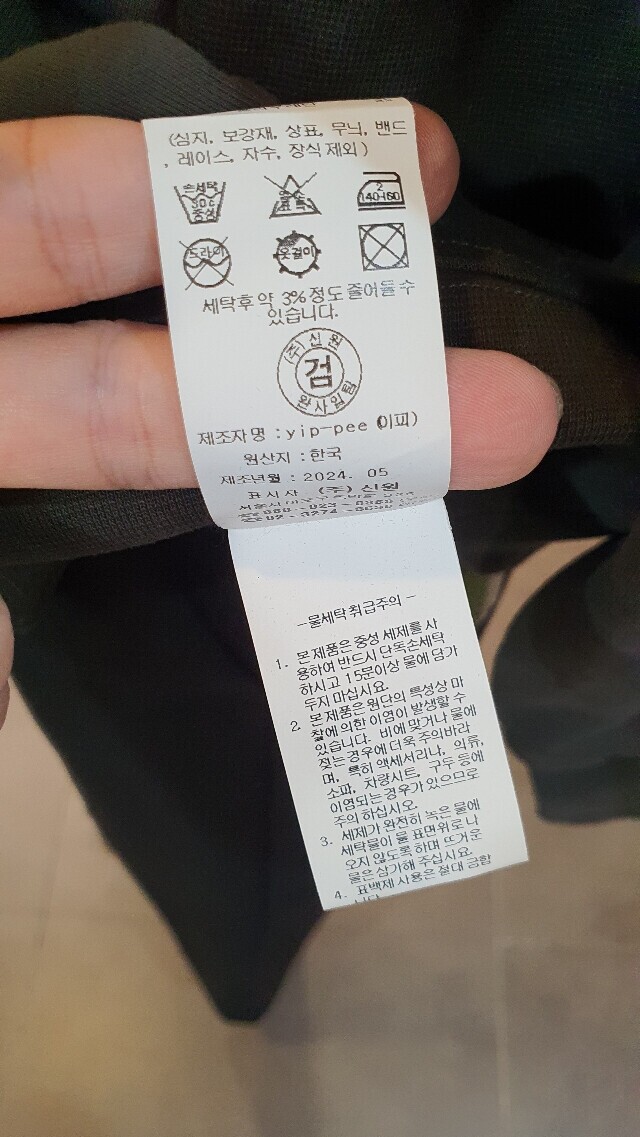 (심지, 보강재, 상표, 무늬, 밴드
, 레이스, 자수, 장식 제외)
손세탁
30℃
중성
염소
표백
2
140-160
드라이
옷걸이
세탁후 약 3% 정도 줄어들 수
있습니다.
(주) 신원
검
완사입팀
제조자명 : yip-pee (이피)
원산지 : 한국
제조년월 : 2024. 05
표시사 (주) 신원
-물세탁 취급주의 -
1. 본 제품은 중성 세제를 사
용하여 반드시 단독손세탁
하시고 15분이상 물에 담가
두지 마십시요.
2. 본 제품은 원단의 특성상 마
찰에 의한 이염이 발생할 수
있습니다. 비에 맞거나 물에
젖는 경우에 더욱 주의바라
며, 특히 액세서리나, 의류,
소파, 차량시트, 구두 등에
이염되는 경우가 있으므로
주의 하십시오.
3. 세제가 완전히 녹은 물에
세탁물이 물 표면위로 나
오지 않도록 하며 뜨거운
물은 삼가해 주십시요.
4. 표백제 사용은 절대 금합
니다.